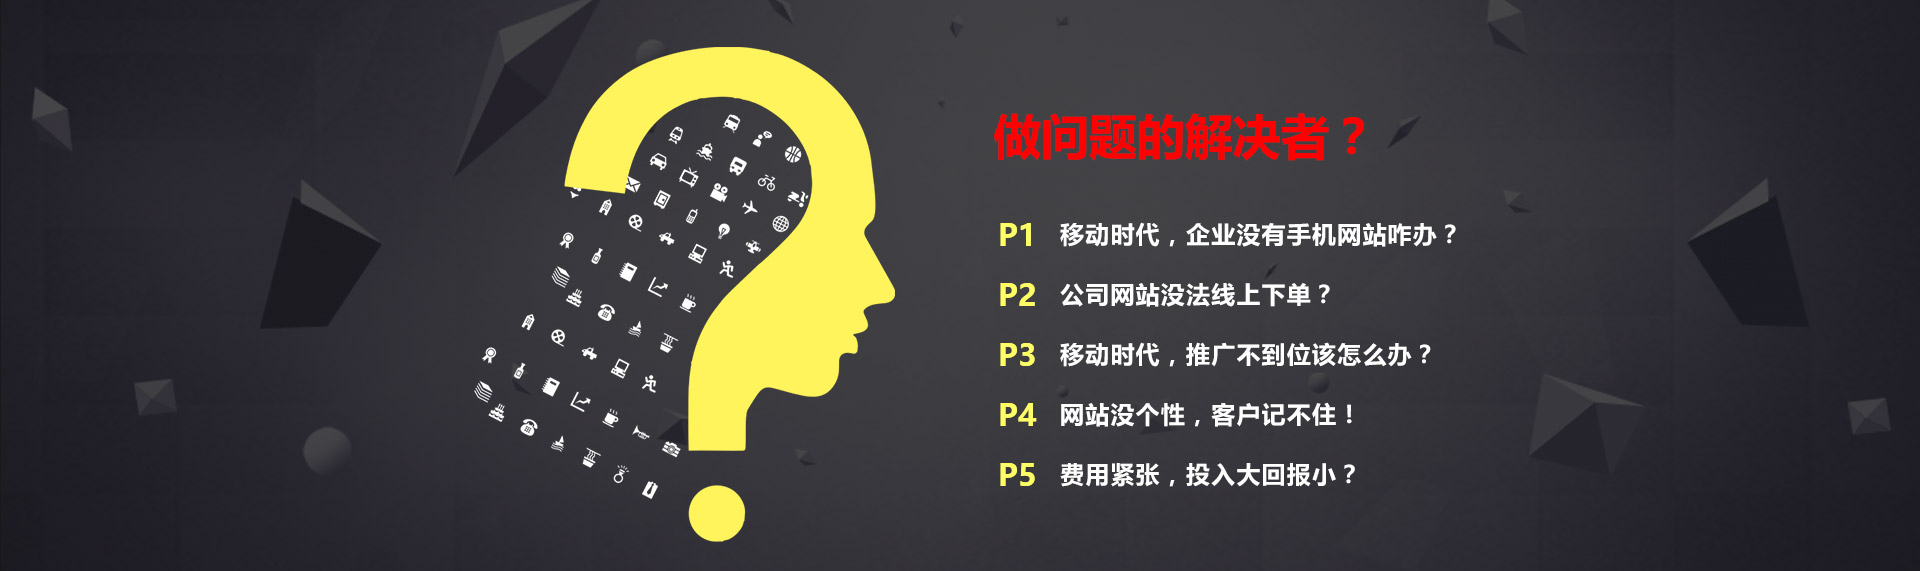 做问题的解决者？
P1 移动时代，企业没有手机网站咋办？
P2 公司网站没法线上下单？
P3 移动时代，推广不到位该怎么办？
P4 网站没个性，客户记不住！
P5 费用紧张，投入大回报小？